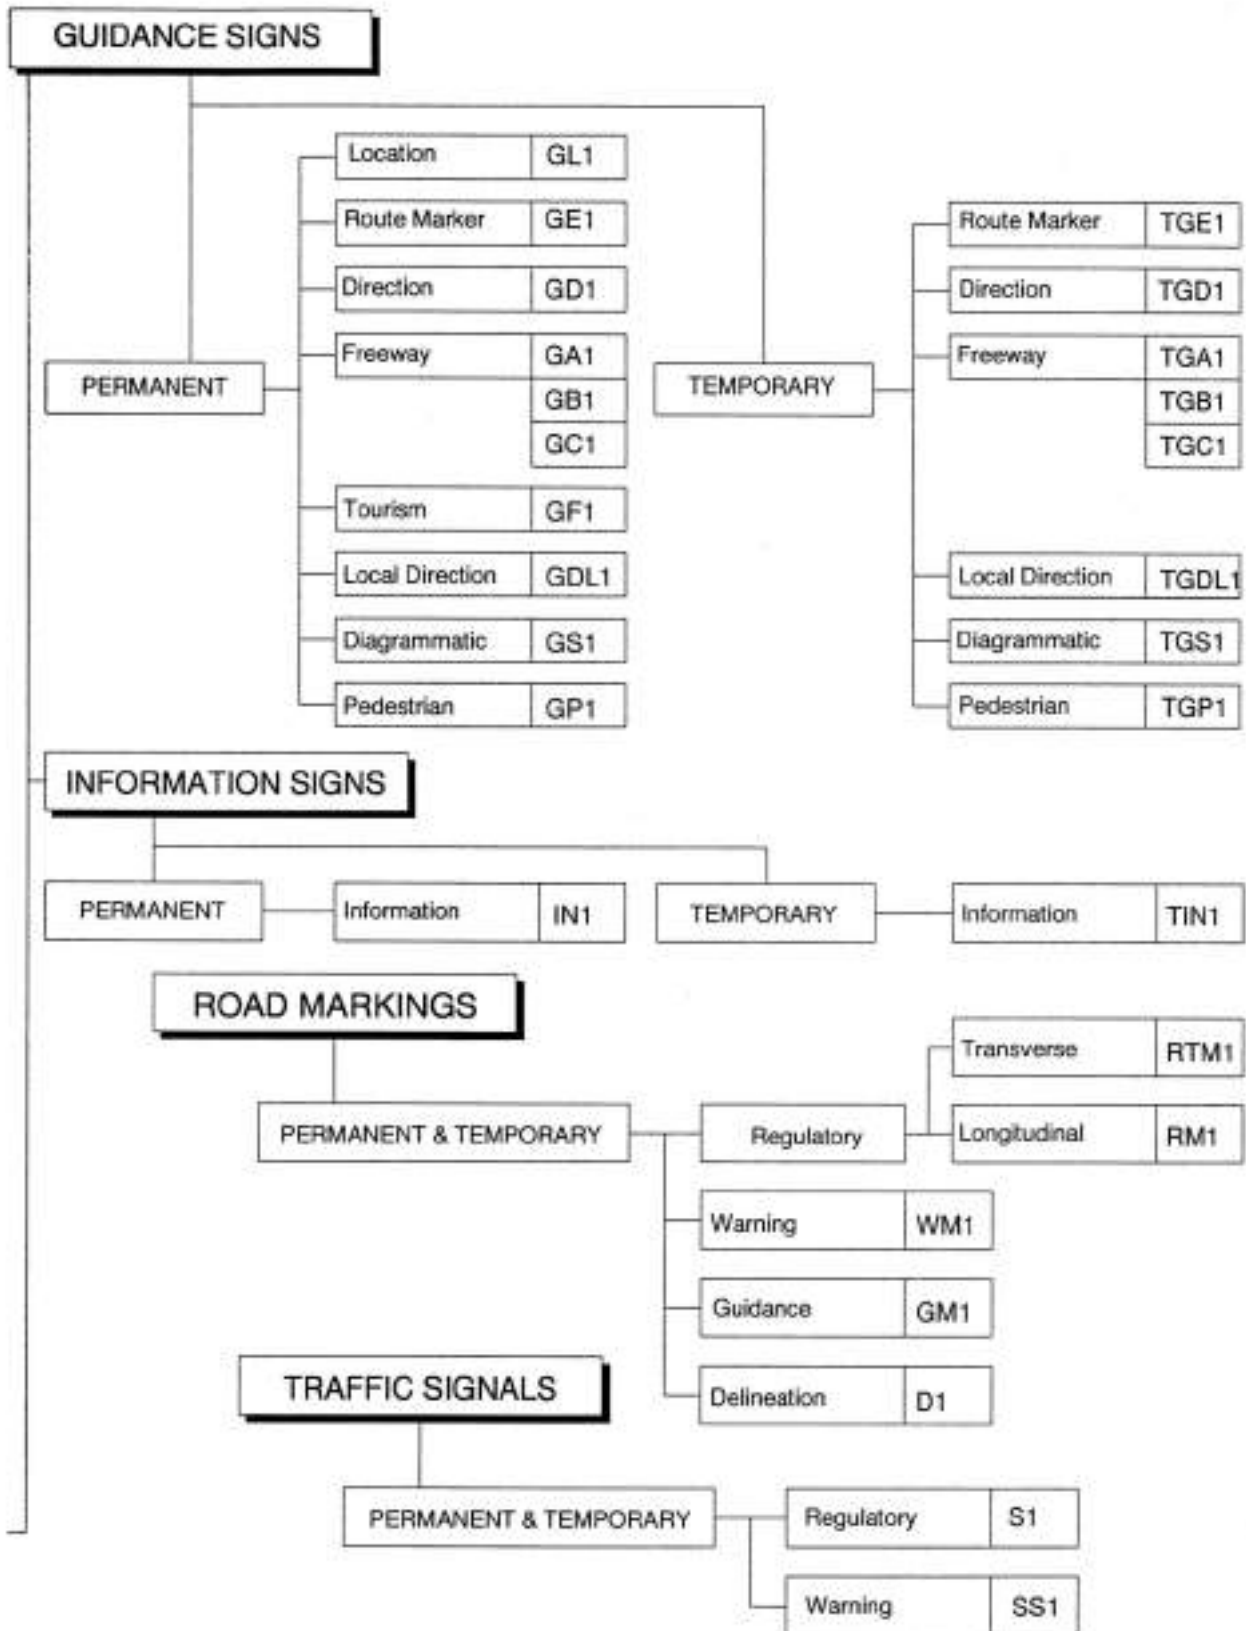 GUIDANCE SIGNS
Location GL1
Route Marker GE1
Direction GD1
Freeway GA1
GB1
GC1
PERMANENT
Tourism GF1
Local Direction GDL1
Diagrammatic GS1
Pedestrian GP1
TEMPORARY
Route Marker TGE1
Direction TGD1
Freeway TGA1
TGB1
TGC1
Local Direction TGDL1
Diagrammatic TGS1
Pedestrian TGP1
INFORMATION SIGNS
PERMANENT Information IN1
TEMPORARY Information TIN1
ROAD MARKINGS
PERMANENT & TEMPORARY
Regulatory
Transverse RTM1
Longitudinal RM1
Warning WM1
Guidance GM1
Delineation D1
TRAFFIC SIGNALS
PERMANENT & TEMPORARY
Regulatory S1
Warning SS1